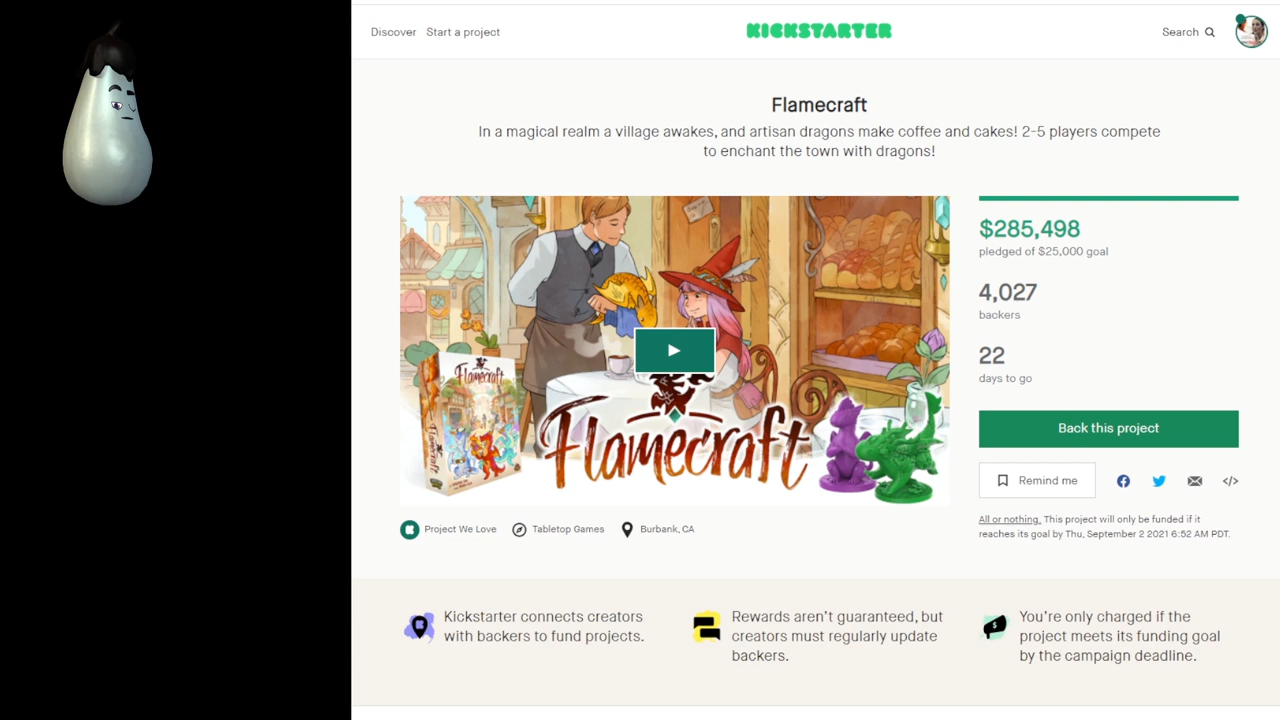 Discover Start a project
KICKSTARTER
Search
Flamecraft
In a magical realm a village awakes, and artisan dragons make coffee and cakes! 2-5 players compete
to enchant the town with dragons!
Flamecraft
Flamecraft
Flamecraft
$285,498
pledged of $25,000 goal
4,027
backers
22
days to go
Back this project
Remind me
All or nothing. This project will only be funded if it
reaches its goal by Thu, September 2 2021 6:52 AM PDT.
Project We Love
Tabletop Games
Burbank, CA
Kickstarter connects creators
with backers to fund projects.
Rewards aren't guaranteed, but
creators must regularly update
backers.
You're only charged if the
project meets its funding goal
by the campaign deadline.